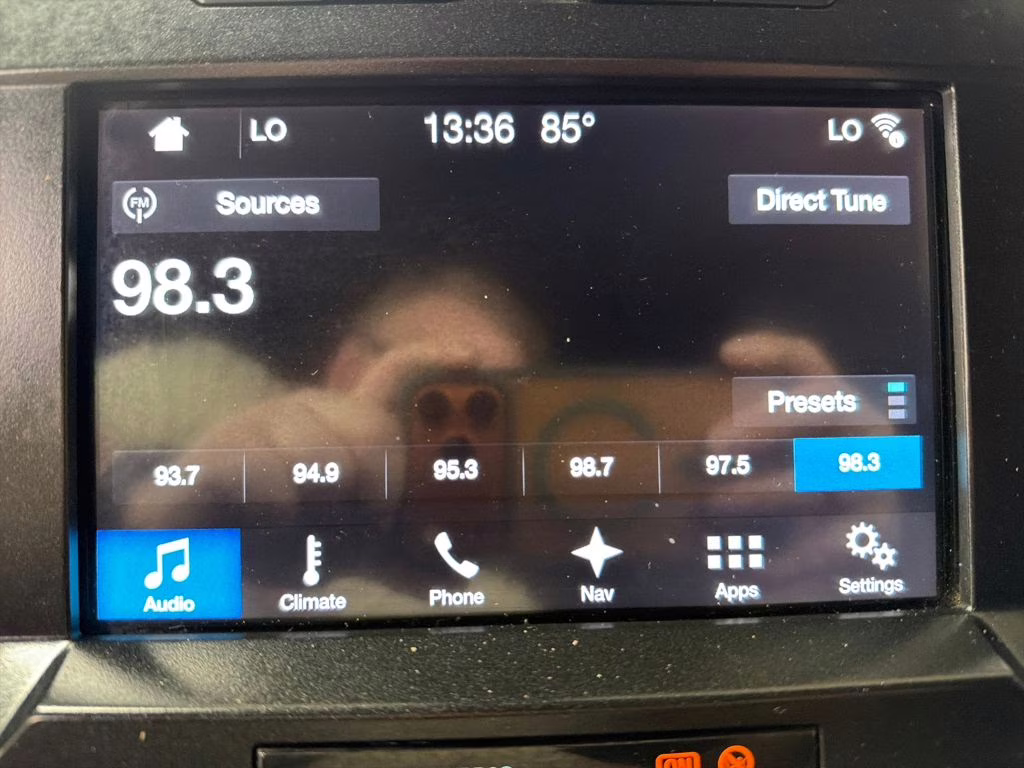 LO 13:36 85° LO
FM Sources Direct Tune
98.3
Presets
93.7 94.9 95.3 98.7 97.5 98.3
Audio Climate Phone Nav Apps Settings
ON